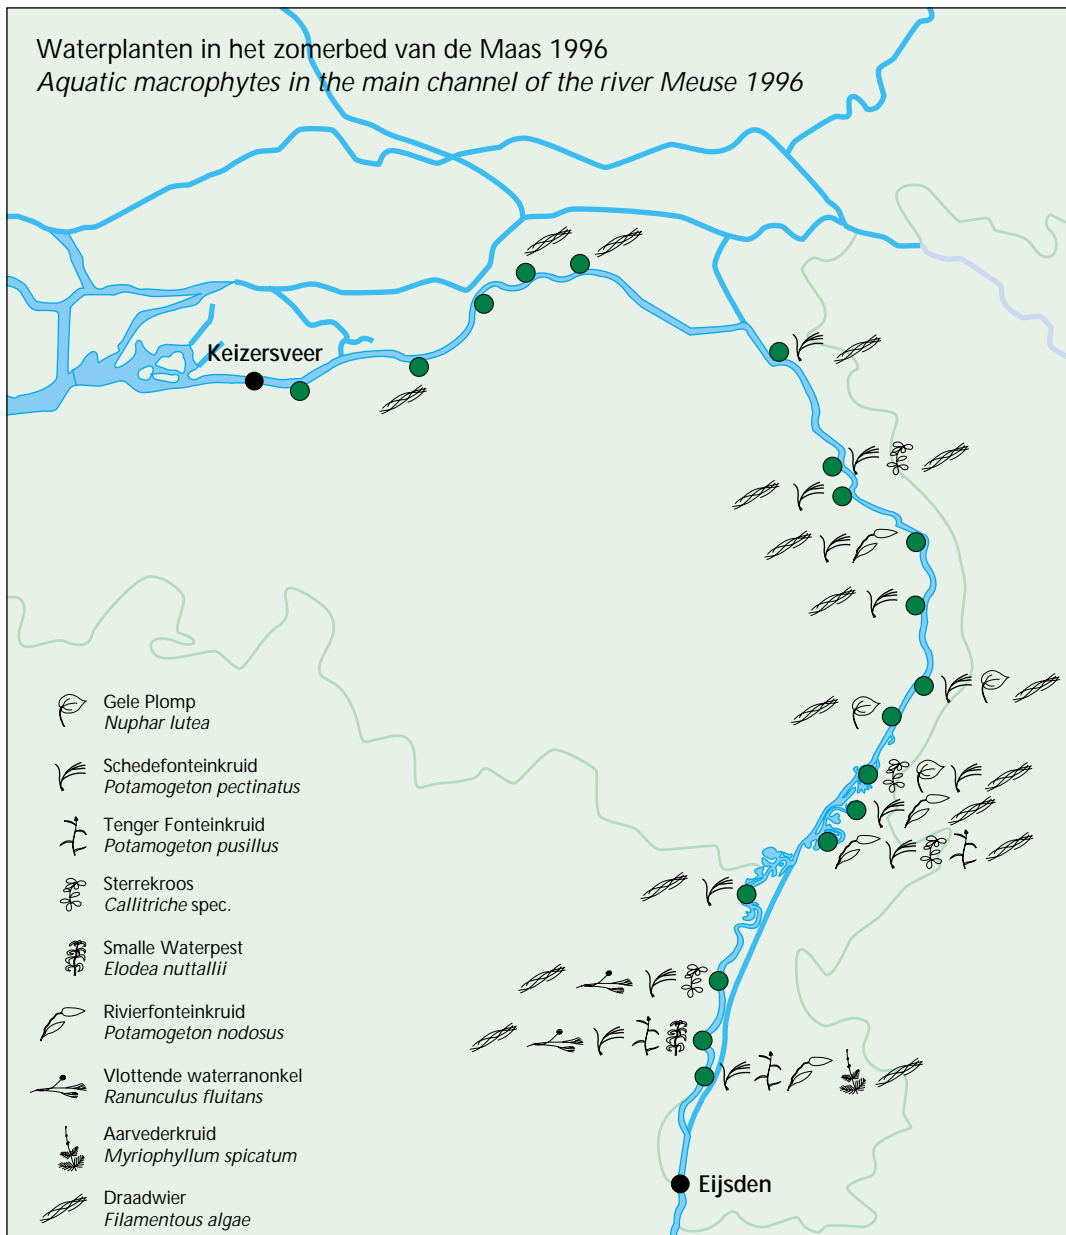 Waterplanten in het zomerbed van de Maas 1996
Aquatic macrophytes in the main channel of the river Meuse 1996
Keizersveer
Gele Plomp
Nuphar lutea
Schedefonteinkruid
Potamogeton pectinatus
Tenger Fonteinkruid
Potamogeton pusillus
Sterrekroos
Callitriche spec.
Smalle Waterpest
Elodea nuttallii
Rivierfonteinkruid
Potamogeton nodosus
Vlottende waterranonkel
Ranunculus fluitans
Aarvederkruid
Myriophyllum spicatum
Draadwier
Filamentous algae
Eijsden